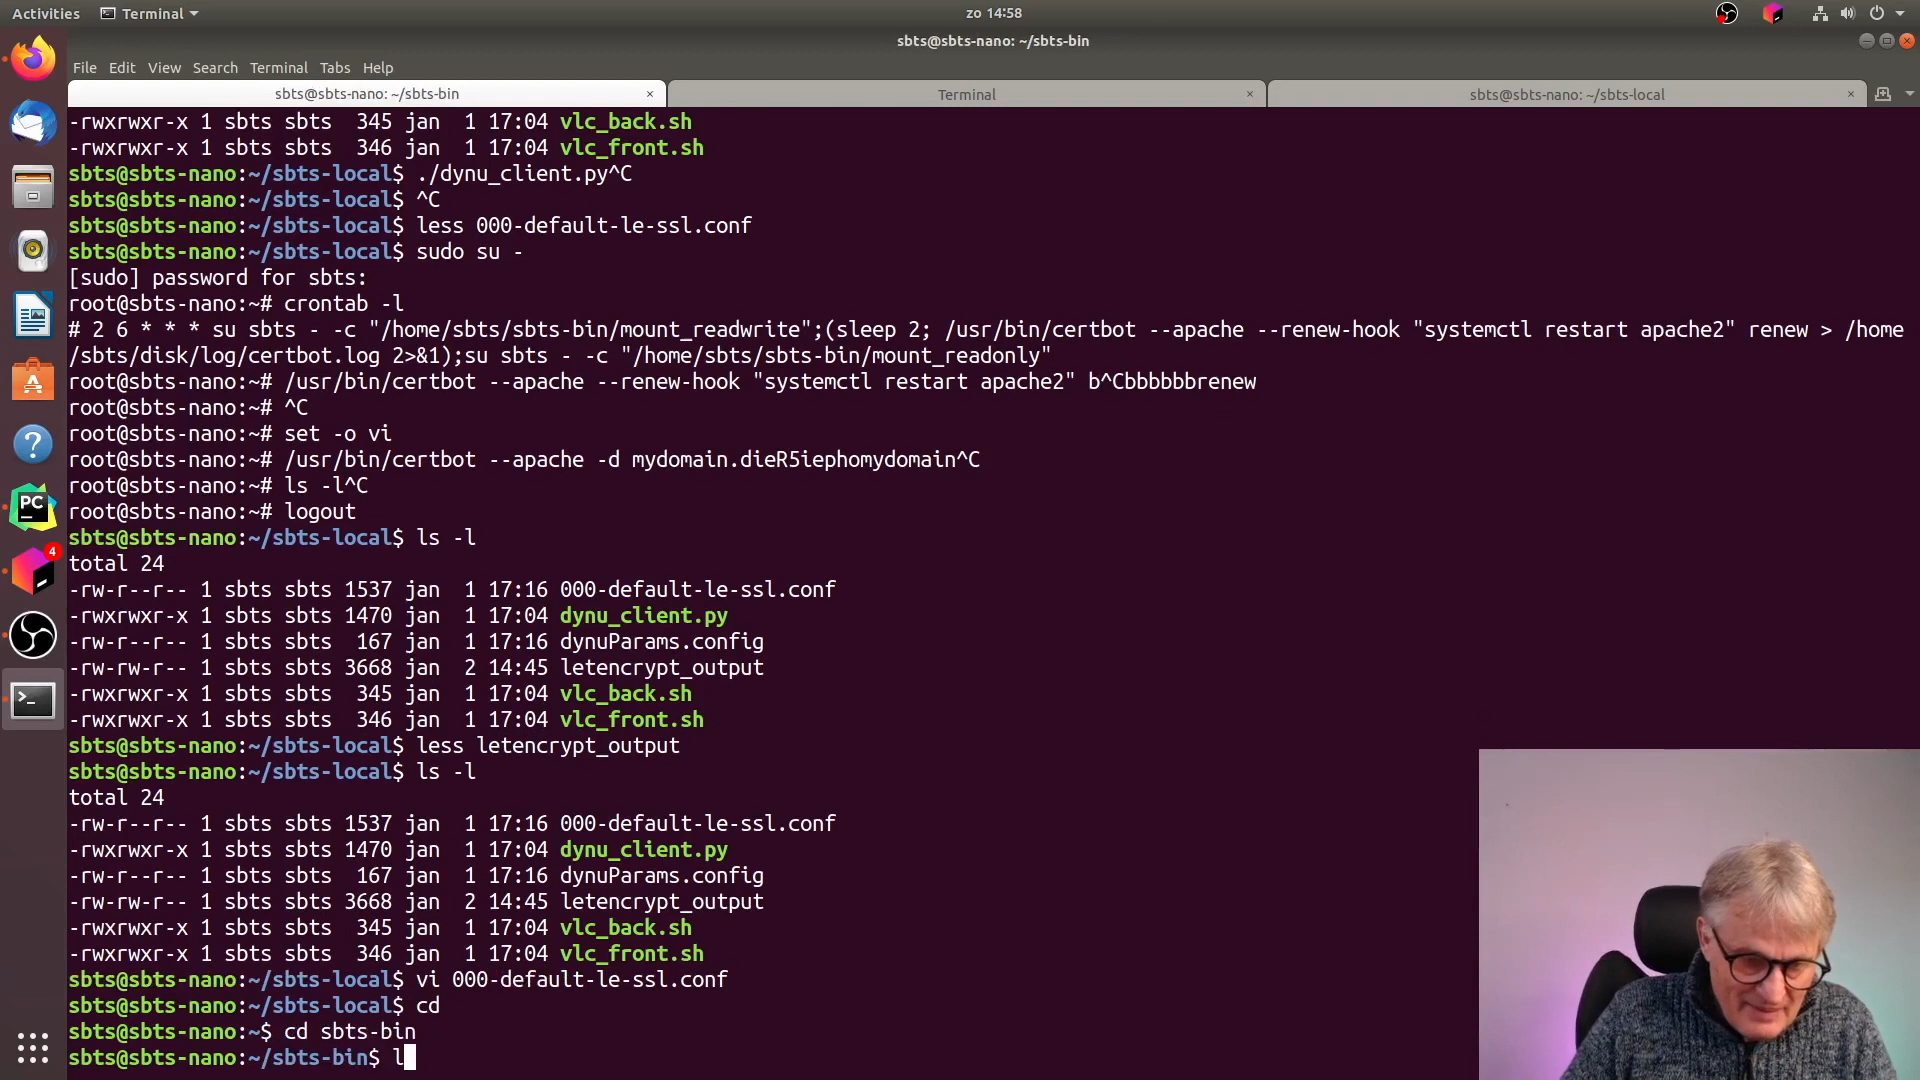 Activities Terminal zo 14:58
sbts@sbts-nano: ~/sbts-bin
File Edit View Search Terminal Tabs Help
sbts@sbts-nano: ~/sbts-bin × Terminal × sbts@sbts-nano: ~/sbts-local ×
-rwxrwxr-x 1 sbts sbts  345 jan  1 17:04 vlc_back.sh
-rwxrwxr-x 1 sbts sbts  346 jan  1 17:04 vlc_front.sh
sbts@sbts-nano:~/sbts-local$ ./dynu_client.py^C
sbts@sbts-nano:~/sbts-local$ ^C
sbts@sbts-nano:~/sbts-local$ less 000-default-le-ssl.conf
sbts@sbts-nano:~/sbts-local$ sudo su -
[sudo] password for sbts:
root@sbts-nano:~# crontab -l
# 2 6 * * * su sbts - -c "/home/sbts/sbts-bin/mount_readwrite";(sleep 2; /usr/bin/certbot --apache --renew-hook "systemctl restart apache2" renew > /home
/sbts/disk/log/certbot.log 2>&1);su sbts - -c "/home/sbts/sbts-bin/mount_readonly"
root@sbts-nano:~# /usr/bin/certbot --apache --renew-hook "systemctl restart apache2" b^Cbbbbbbrenew
root@sbts-nano:~# ^C
root@sbts-nano:~# set -o vi
root@sbts-nano:~# /usr/bin/certbot --apache -d mydomain.dieR5iephomydomain^C
root@sbts-nano:~# ls -l^C
root@sbts-nano:~# logout
sbts@sbts-nano:~/sbts-local$ ls -l
total 24
-rw-r--r-- 1 sbts sbts 1537 jan  1 17:16 000-default-le-ssl.conf
-rwxrwxr-x 1 sbts sbts 1470 jan  1 17:04 dynu_client.py
-rw-r--r-- 1 sbts sbts  167 jan  1 17:16 dynuParams.config
-rw-rw-r-- 1 sbts sbts 3668 jan  2 14:45 letencrypt_output
-rwxrwxr-x 1 sbts sbts  345 jan  1 17:04 vlc_back.sh
-rwxrwxr-x 1 sbts sbts  346 jan  1 17:04 vlc_front.sh
sbts@sbts-nano:~/sbts-local$ less letencrypt_output
sbts@sbts-nano:~/sbts-local$ ls -l
total 24
-rw-r--r-- 1 sbts sbts 1537 jan  1 17:16 000-default-le-ssl.conf
-rwxrwxr-x 1 sbts sbts 1470 jan  1 17:04 dynu_client.py
-rw-r--r-- 1 sbts sbts  167 jan  1 17:16 dynuParams.config
-rw-rw-r-- 1 sbts sbts 3668 jan  2 14:45 letencrypt_output
-rwxrwxr-x 1 sbts sbts  345 jan  1 17:04 vlc_back.sh
-rwxrwxr-x 1 sbts sbts  346 jan  1 17:04 vlc_front.sh
sbts@sbts-nano:~/sbts-local$ vi 000-default-le-ssl.conf
sbts@sbts-nano:~/sbts-local$ cd
sbts@sbts-nano:~$ cd sbts-bin
sbts@sbts-nano:~/sbts-bin$ l
PC
4